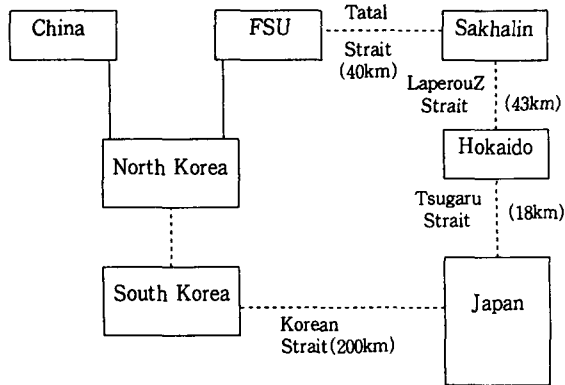 China
FSU
Tatal
Strait
(40km)
Sakhalin
LaperouZ
Strait
(43km)
Hokaido
North Korea
Tsugaru
Strait
(18km)
South Korea
Japan
Korean
Strait(200km)